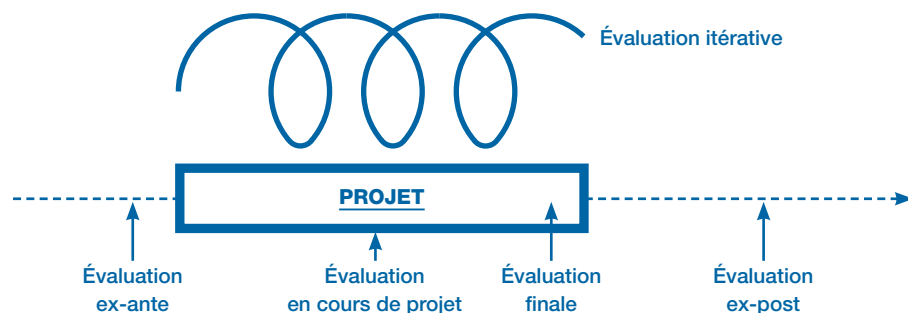 Évaluation itérative
PROJET
Évaluation
ex-ante
Évaluation
en cours de projet
Évaluation
finale
Évaluation
ex-post